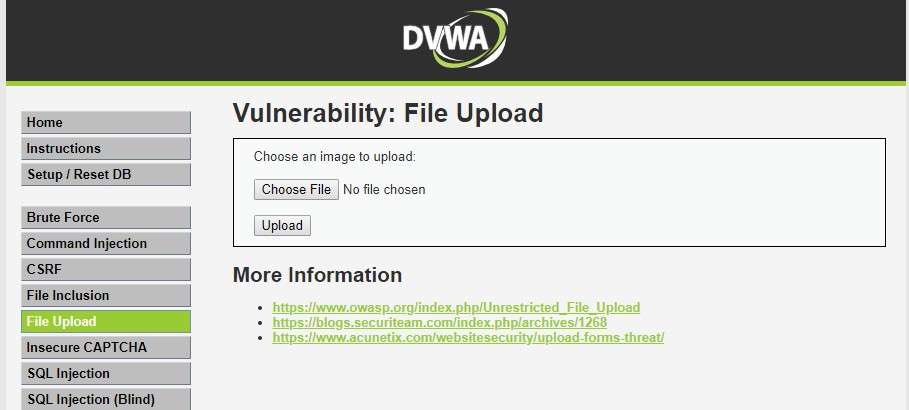 DVWA
Home
Instructions
Setup / Reset DB
Brute Force
Command Injection
CSRF
File Inclusion
File Upload
Insecure CAPTCHA
SQL Injection
SQL Injection (Blind)
Vulnerability: File Upload
Choose an image to upload:
Choose File No file chosen
Upload
More Information
https://www.owasp.org/index.php/Unrestricted_File_Upload
https://blogs.securiteam.com/index.php/archives/1268
https://www.acunetix.com/websitesecurity/upload-forms-threat/